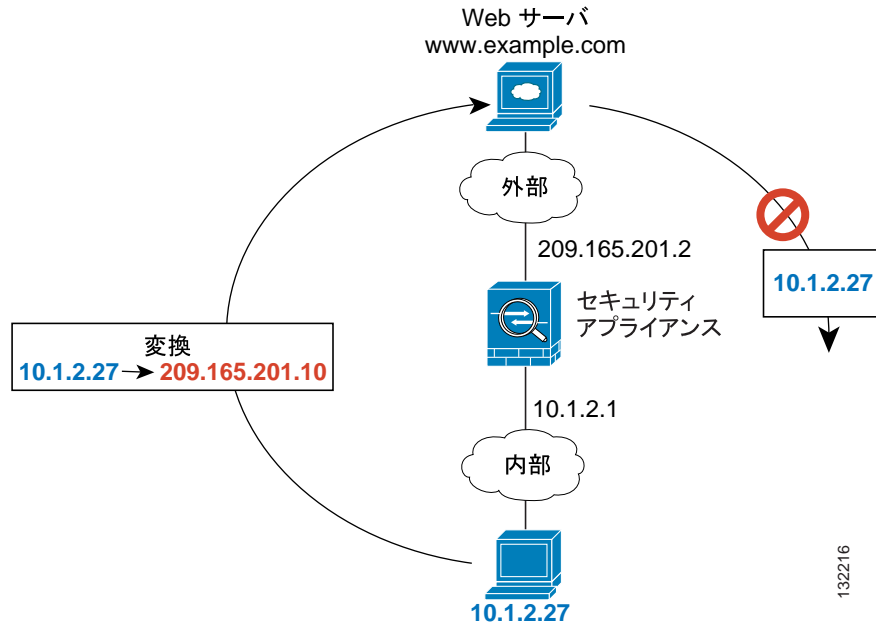 Web サーバ
www.example.com
外部
209.165.201.2
10.1.2.27
セキュリティ
アプライアンス
変換
10.1.2.27 → 209.165.201.10
10.1.2.1
内部
10.1.2.27
132216